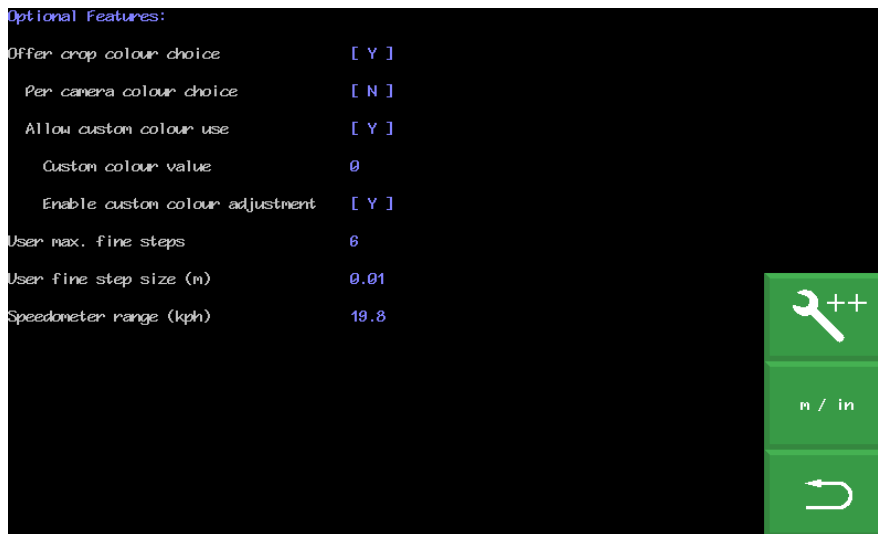 Optional Features:
Offer crop colour choice [ Y ]
Per camera colour choice [ N ]
Allow custom colour use [ Y ]
Custom colour value 0
Enable custom colour adjustment [ Y ]
User max. fine steps 6
User fine step size (m) 0.01
Speedometer range (kph) 19.8
++
m / in